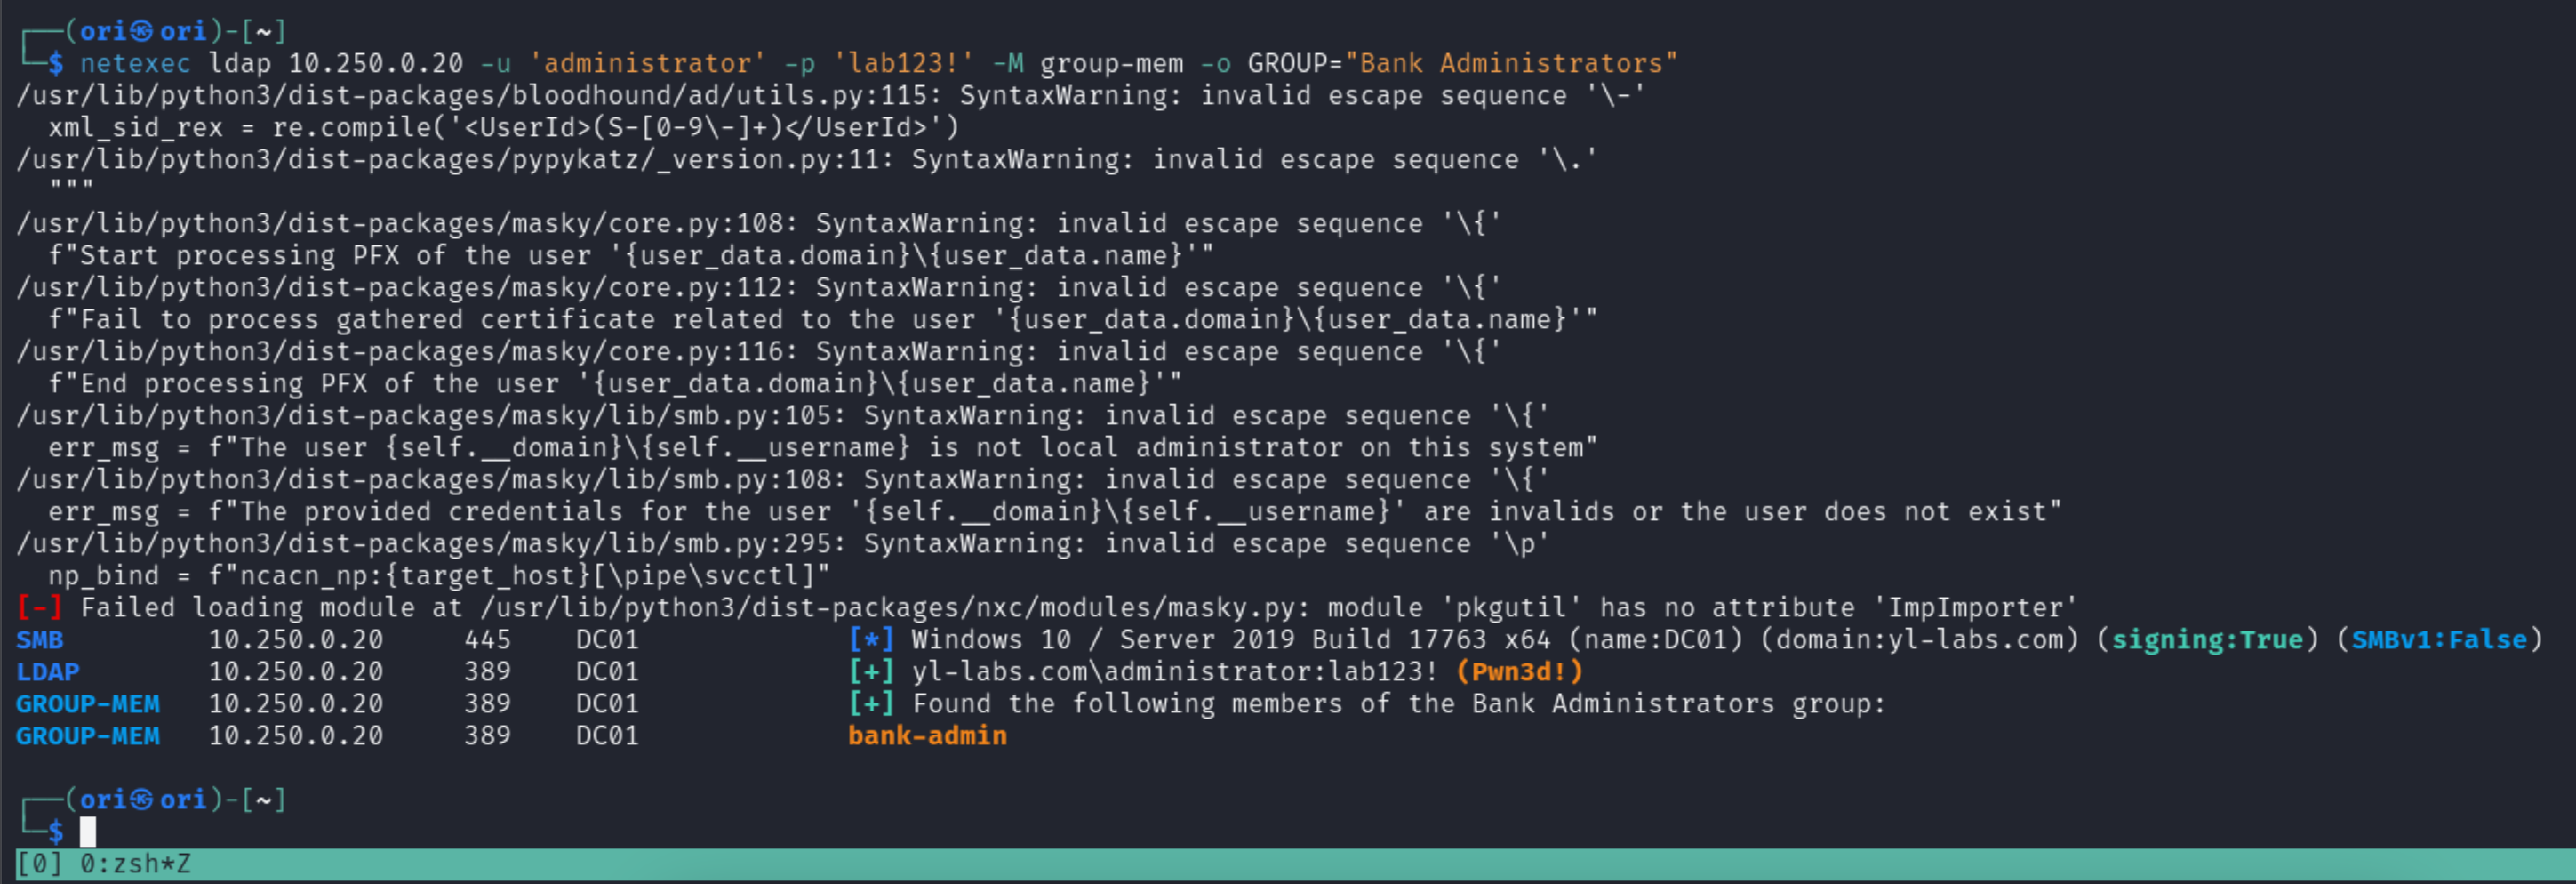 ┌──(ori㉿ori)-[~]
└─$ netexec ldap 10.250.0.20 -u 'administrator' -p 'lab123!' -M group-mem -o GROUP="Bank Administrators"
/usr/lib/python3/dist-packages/bloodhound/ad/utils.py:115: SyntaxWarning: invalid escape sequence '\-'
  xml_sid_rex = re.compile('<UserId>(S-[0-9\-]+)</UserId>')
/usr/lib/python3/dist-packages/pypykatz/_version.py:11: SyntaxWarning: invalid escape sequence '\.'
  """
/usr/lib/python3/dist-packages/masky/core.py:108: SyntaxWarning: invalid escape sequence '\{'
  f"Start processing PFX of the user '{user_data.domain}\{user_data.name}'"
/usr/lib/python3/dist-packages/masky/core.py:112: SyntaxWarning: invalid escape sequence '\{'
  f"Fail to process gathered certificate related to the user '{user_data.domain}\{user_data.name}'"
/usr/lib/python3/dist-packages/masky/core.py:116: SyntaxWarning: invalid escape sequence '\{'
  f"End processing PFX of the user '{user_data.domain}\{user_data.name}'"
/usr/lib/python3/dist-packages/masky/lib/smb.py:105: SyntaxWarning: invalid escape sequence '\{'
  err_msg = f"The user {self.__domain}\{self.__username} is not local administrator on this system"
/usr/lib/python3/dist-packages/masky/lib/smb.py:108: SyntaxWarning: invalid escape sequence '\{'
  err_msg = f"The provided credentials for the user '{self.__domain}\{self.__username}' are invalids or the user does not exist"
/usr/lib/python3/dist-packages/masky/lib/smb.py:295: SyntaxWarning: invalid escape sequence '\p'
  np_bind = f"ncacn_np:{target_host}[\pipe\svcctl]"
[-] Failed loading module at /usr/lib/python3/dist-packages/nxc/modules/masky.py: module 'pkgutil' has no attribute 'ImpImporter'
SMB         10.250.0.20     445    DC01             [*] Windows 10 / Server 2019 Build 17763 x64 (name:DC01) (domain:yl-labs.com) (signing:True) (SMBv1:False)
LDAP        10.250.0.20     389    DC01             [+] yl-labs.com\administrator:lab123! (Pwn3d!)
GROUP-MEM   10.250.0.20     389    DC01             [+] Found the following members of the Bank Administrators group:
GROUP-MEM   10.250.0.20     389    DC01             bank-admin
┌──(ori㉿ori)-[~]
└─$
[0] 0:zsh*Z